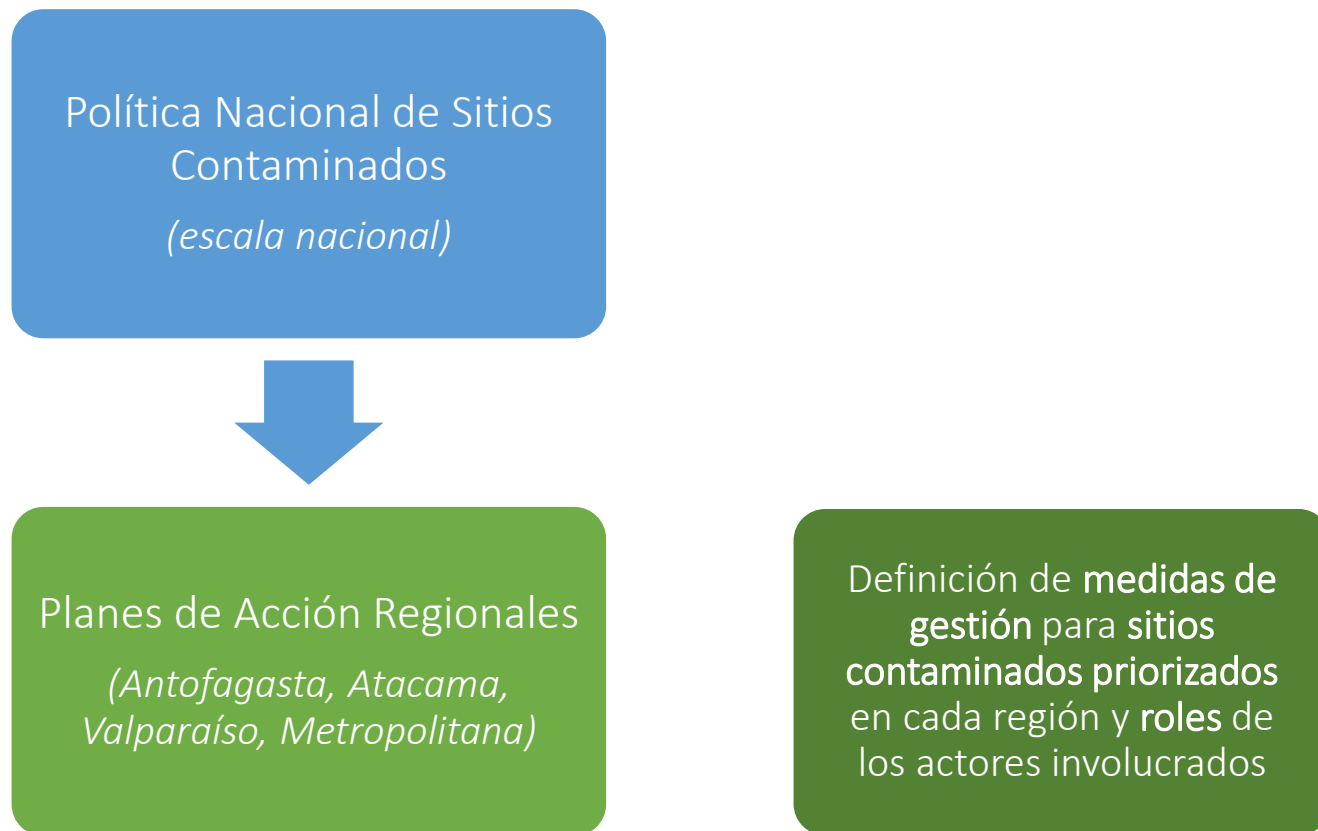 Política Nacional de Sitios
Contaminados
(escala nacional)
Planes de Acción Regionales
(Antofagasta, Atacama,
Valparaíso, Metropolitana)
Definición de medidas de
gestión para sitios
contaminados priorizados
en cada región y roles de
los actores involucrados